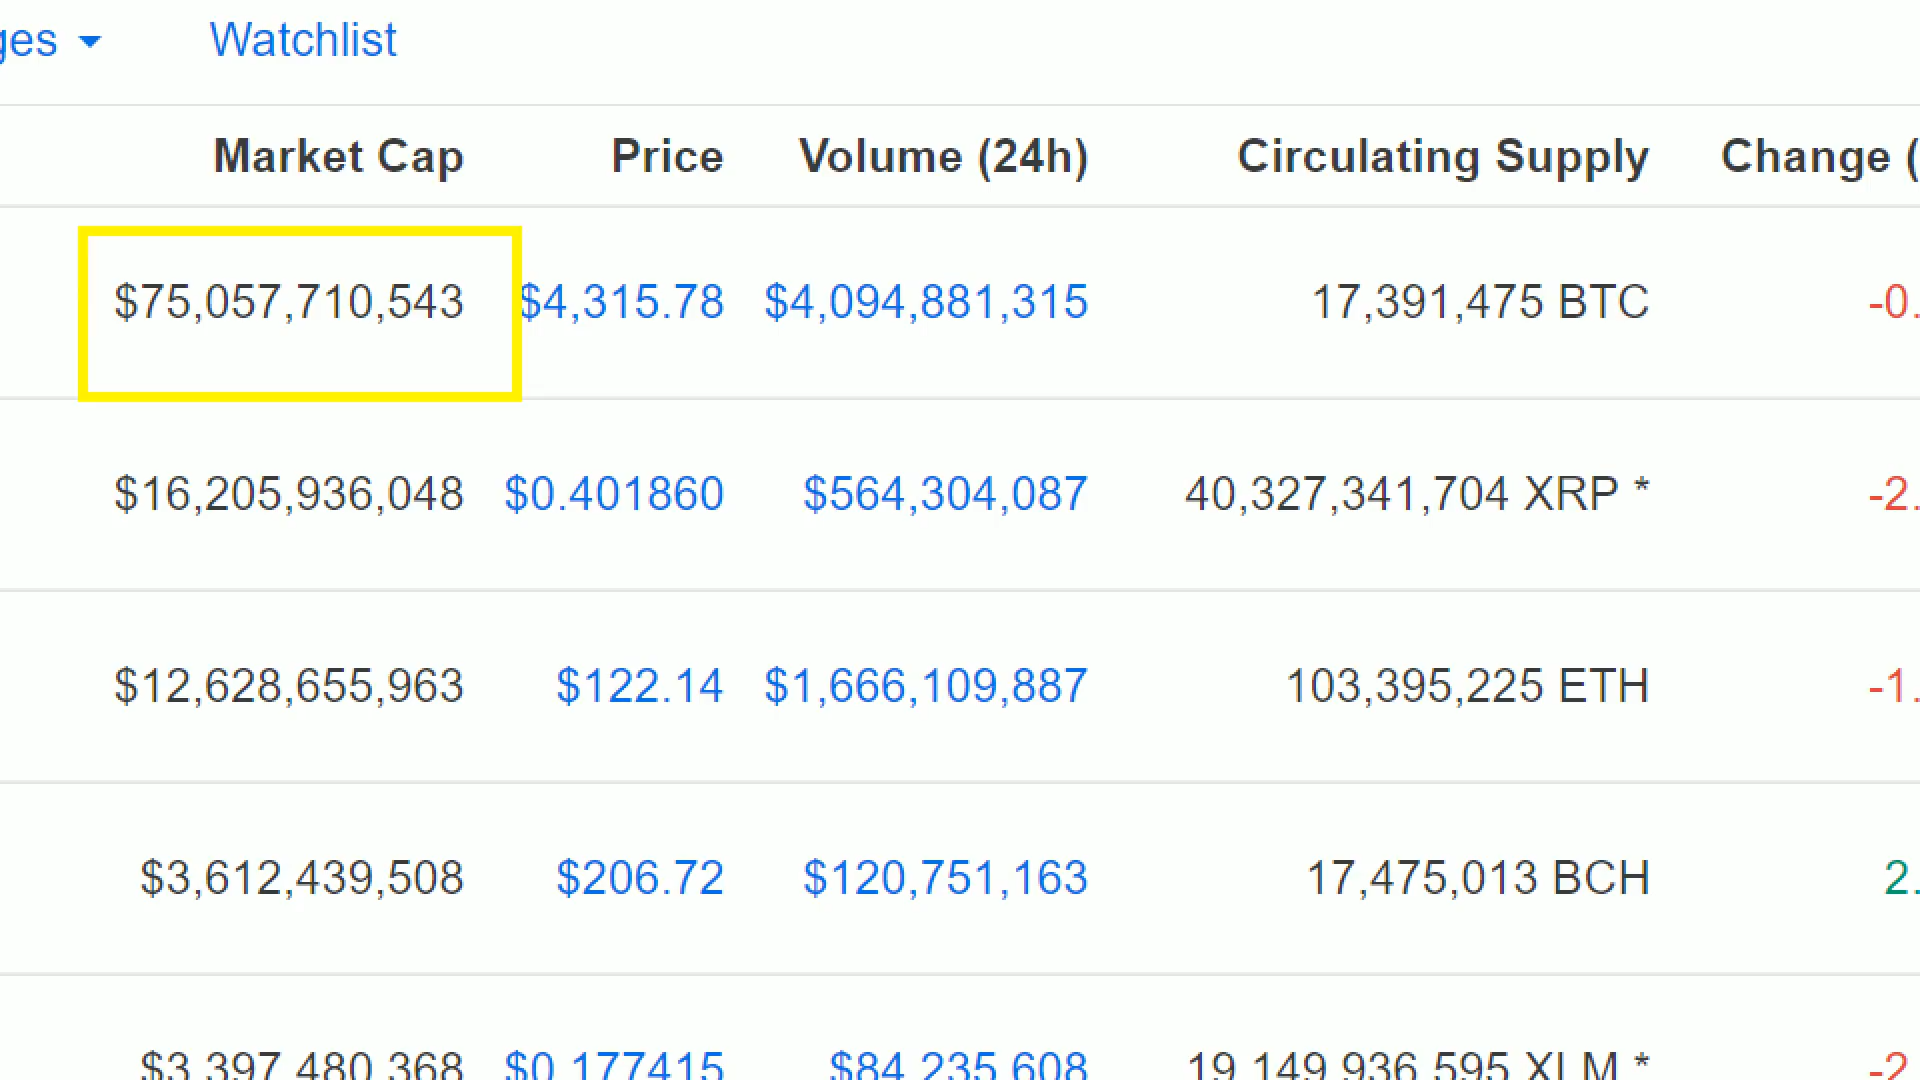 Watchlist
Market Cap Price Volume (24h) Circulating Supply Change (
$75,057,710,543 $4,315.78 $4,094,881,315 17,391,475 BTC -0.
$16,205,936,048 $0.401860 $564,304,087 40,327,341,704 XRP * -2.
$12,628,655,963 $122.14 $1,666,109,887 103,395,225 ETH -1.
$3,612,439,508 $206.72 $120,751,163 17,475,013 BCH 2.
$3,397,480,368 $0.177415 $84,235,608 19,149,936,595 XLM * -2